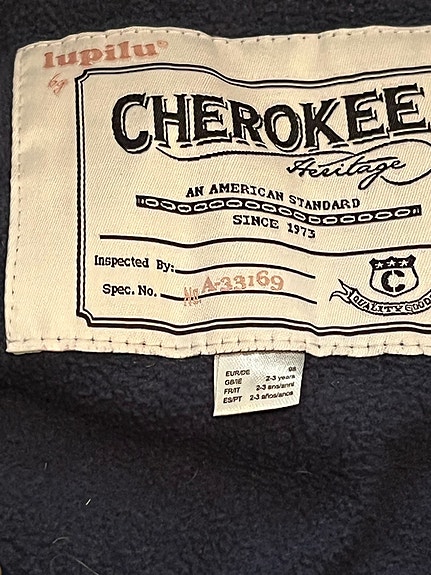 lupilu®
by
CHEROKEE
Heritage
AN AMERICAN STANDARD
SINCE 1973
Inspected By:
Spec. No. № A-33169
C
QUALITY GOODS
EUR/DE 98
GB/IE 2-3 years
FR/IT 2-3 ans/anni
ES/PT 2-3 años/anos